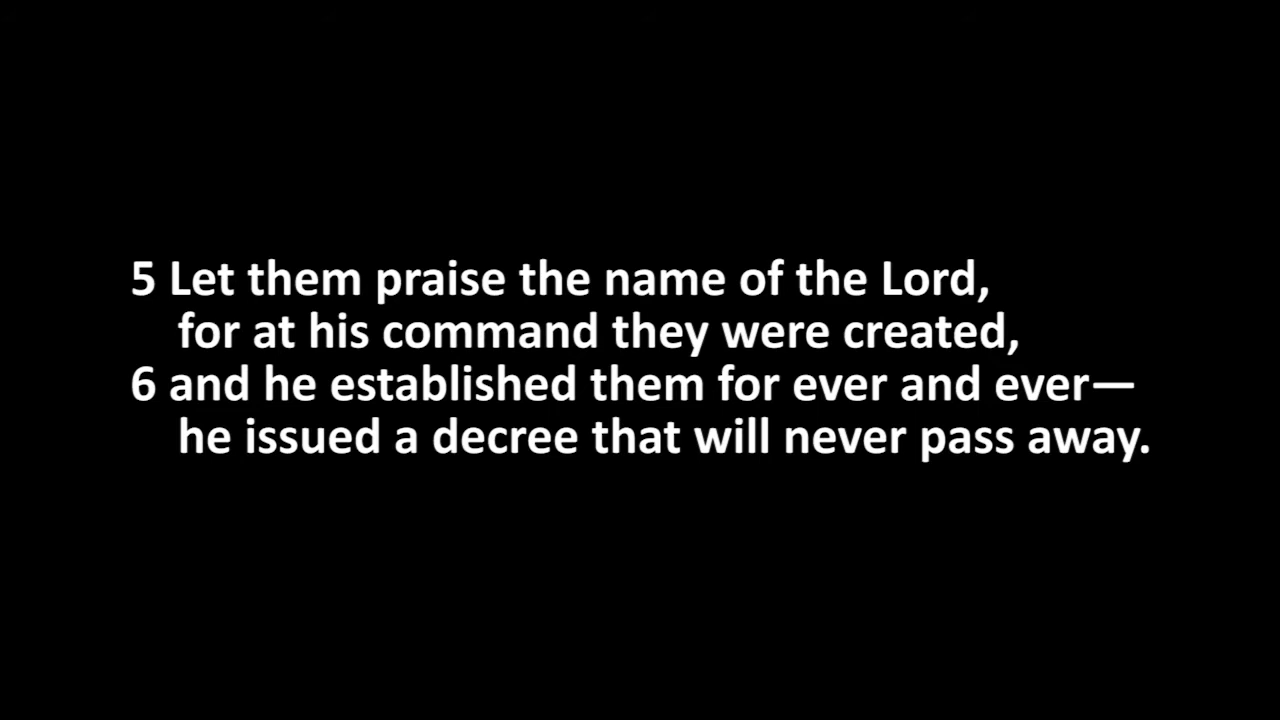 5 Let them praise the name of the Lord,
for at his command they were created,
6 and he established them for ever and ever—
he issued a decree that will never pass away.